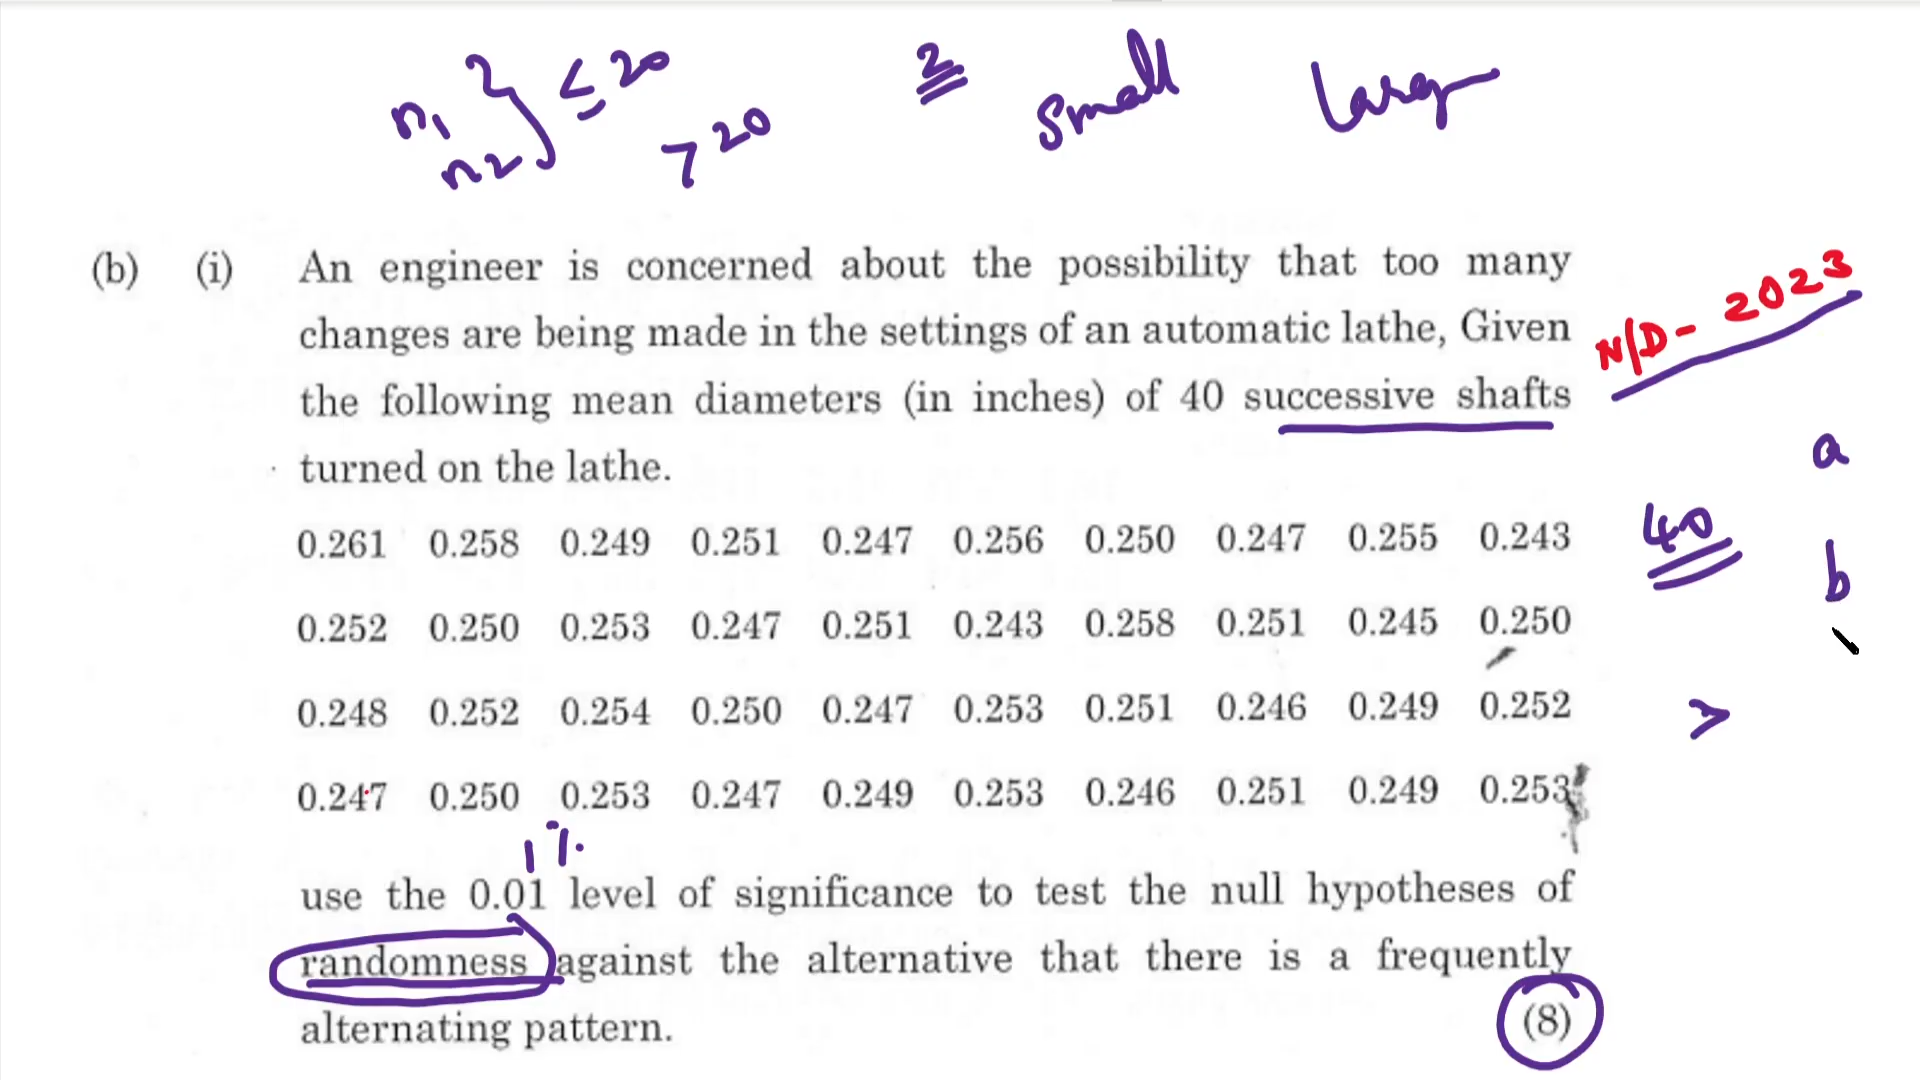 n1
n2
} ≤ 20
> 20
2
small
Large
(b) (i) An engineer is concerned about the possibility that too many
changes are being made in the settings of an automatic lathe, Given
the following mean diameters (in inches) of 40 successive shafts
turned on the lathe.
N/D- 2023
0.261 0.258 0.249 0.251 0.247 0.256 0.250 0.247 0.255 0.243
0.252 0.250 0.253 0.247 0.251 0.243 0.258 0.251 0.245 0.250
0.248 0.252 0.254 0.250 0.247 0.253 0.251 0.246 0.249 0.252
0.247 0.250 0.253 0.247 0.249 0.253 0.246 0.251 0.249 0.253
40
a
b
>
1%.
use the 0.01 level of significance to test the null hypotheses of
randomness against the alternative that there is a frequently
alternating pattern. (8)